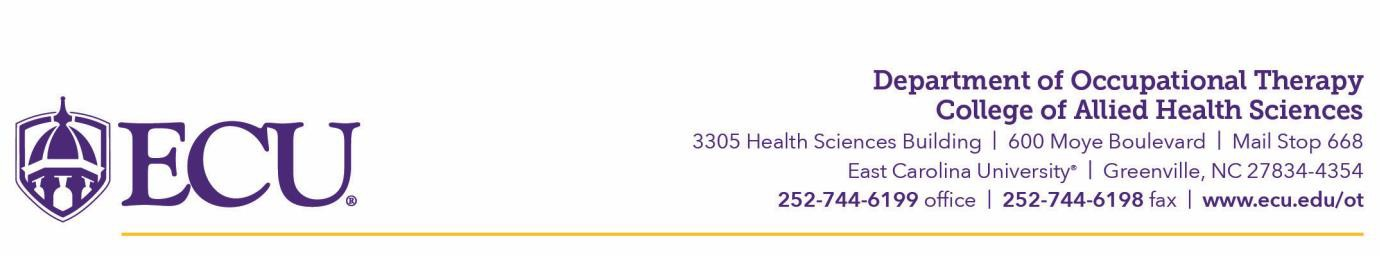 ECU®
Department of Occupational Therapy
College of Allied Health Sciences
3305 Health Sciences Building | 600 Moye Boulevard | Mail Stop 668
East Carolina University® | Greenville, NC 27834-4354
252-744-6199 office | 252-744-6198 fax | www.ecu.edu/ot